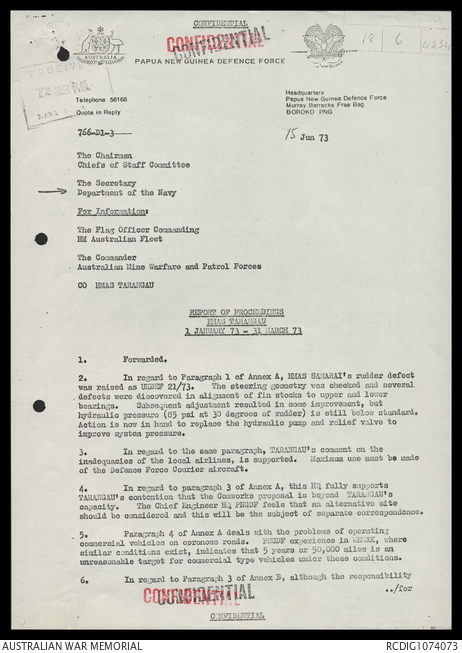 CONFIDENTIAL
CONFIDENTIAL
CONFIDENTIAL
AUSTRALIA
PAPUA NEW GUINEA DEFENCE FORCE
18 6
Telephone 56166
Quote in Reply
Headquarters
Papua New Guinea Defence Force
Murray Barracks Free Bag
BOROKO PNG
766-D1-3
15 Jun 73
The Chairman
Chiefs of Staff Committee
The Secretary
Department of the Navy
For Information:
The Flag Officer Commanding
HM Australian Fleet
The Commander
Australian Mine Warfare and Patrol Forces
CO HMAS TARANGAU
REPORT OF PROCEEDINGS
HMAS TARANGAU
1 JANUARY 73 - 31 MARCH 73
1. Forwarded.
2. In regard to Paragraph 1 of Annex A, HMAS SAMARAI's rudder defect
was raised as URDEF 21/73. The steering geometry was checked and several
defects were discovered in alignment of fin stocks to upper and lower
bearings. Subsequent adjustment resulted in some improvement, but
hydraulic pressure (85 psi at 30 degrees of rudder) is still below standard.
Action is now in hand to replace the hydraulic pump and relief valve to
improve system pressure.
3. In regard to the same paragraph, TARANGAU's comment on the
inadequacies of the local airlines, is supported. Maximum use must be made
of the Defence Force Courier aircraft.
4. In regard to paragraph 3 of Annex A, this HQ fully supports
TARANGAU's contention that the Comworks proposal is beyond TARANGAU's
capacity. The Chief Engineer HQ PNGDF feels that an alternative site
should be considered and this will be the subject of separate correspondence.
5. Paragraph 4 of Annex A deals with the problems of operating
commercial vehicles on coronous roads. PNGDF experience in WEWAK, where
similar conditions exist, indicates that 5 years or 50,000 miles is an
unreasonable target for commercial type vehicles under these conditions.
6. In regard to Paragraph 3 of Annex B, although the responsibility
../for
CONFIDENTIAL
CONFIDENTIAL
CONFIDENTIAL
AUSTRALIAN WAR MEMORIAL
RCDIG1074073